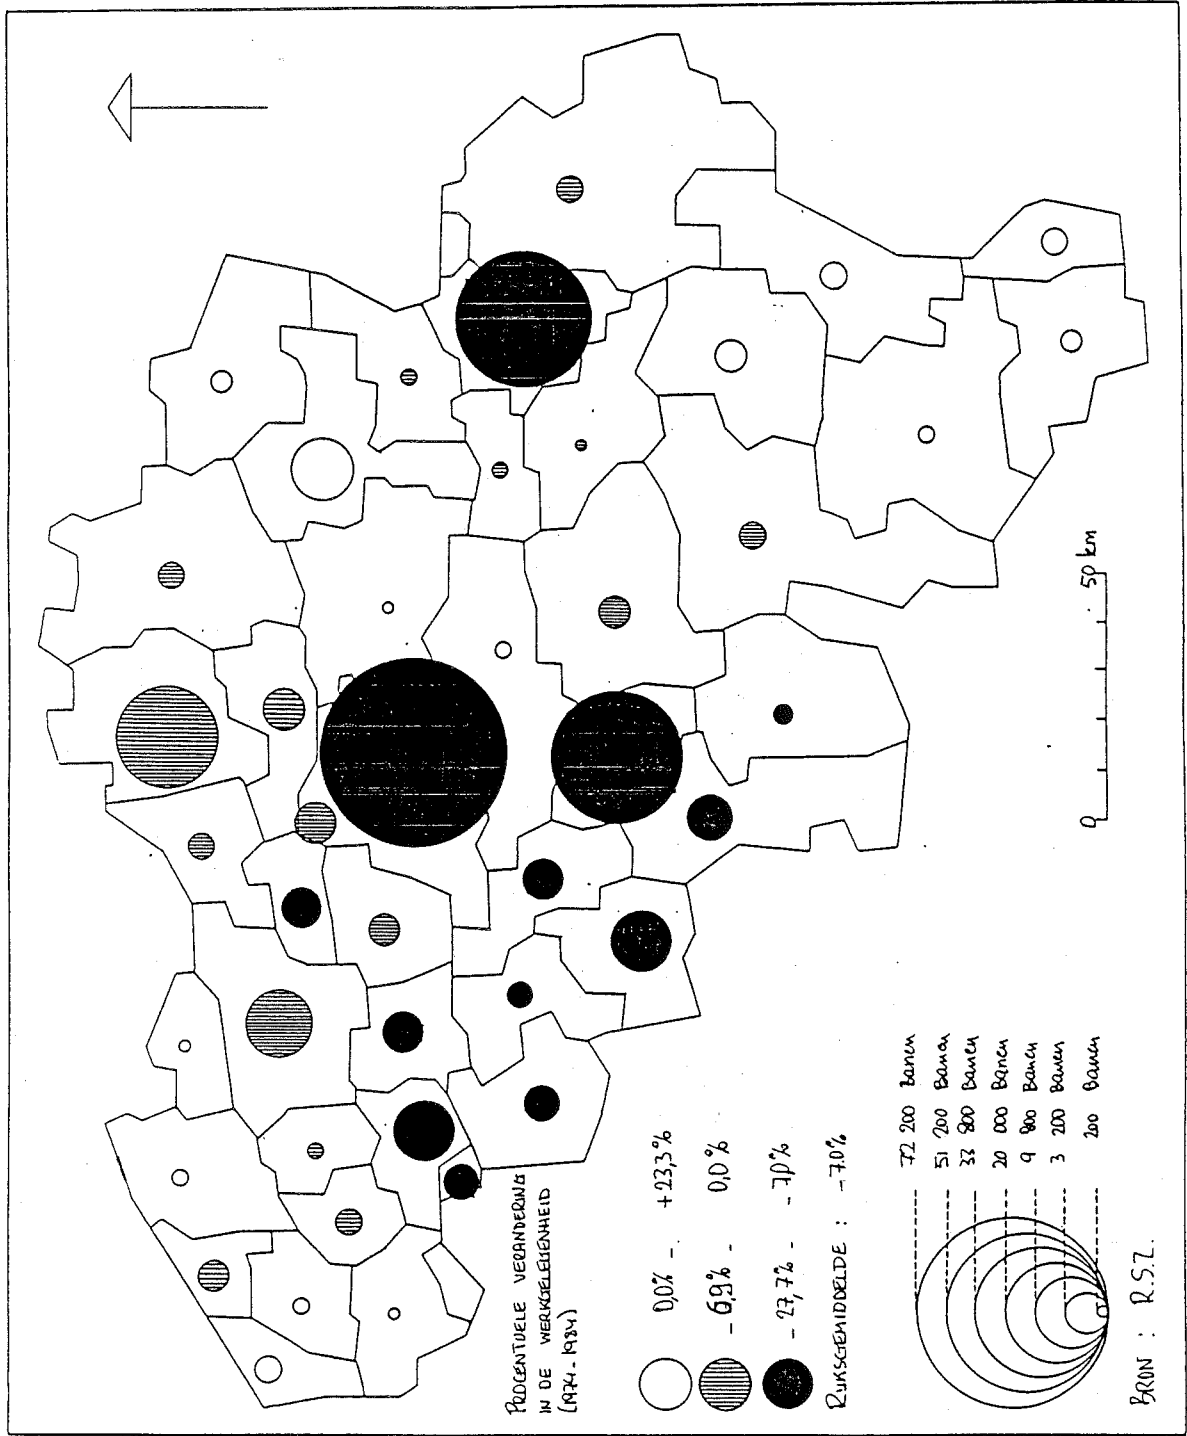 PROCENTUELE VERANDERING
IN DE WERKGELEGENHEID
(1974-1984)
0,0% - +23,3%
-6,9% - 0,0%
-27,7% - -7,0%
RIJKSGEMIDDELDE : -7.0%
72 200 Banen
51 200 Banen
33 800 Banen
20 000 Banen
9 800 Banen
3 200 Banen
200 Banen
BRON : R.S.Z.
0
50 km